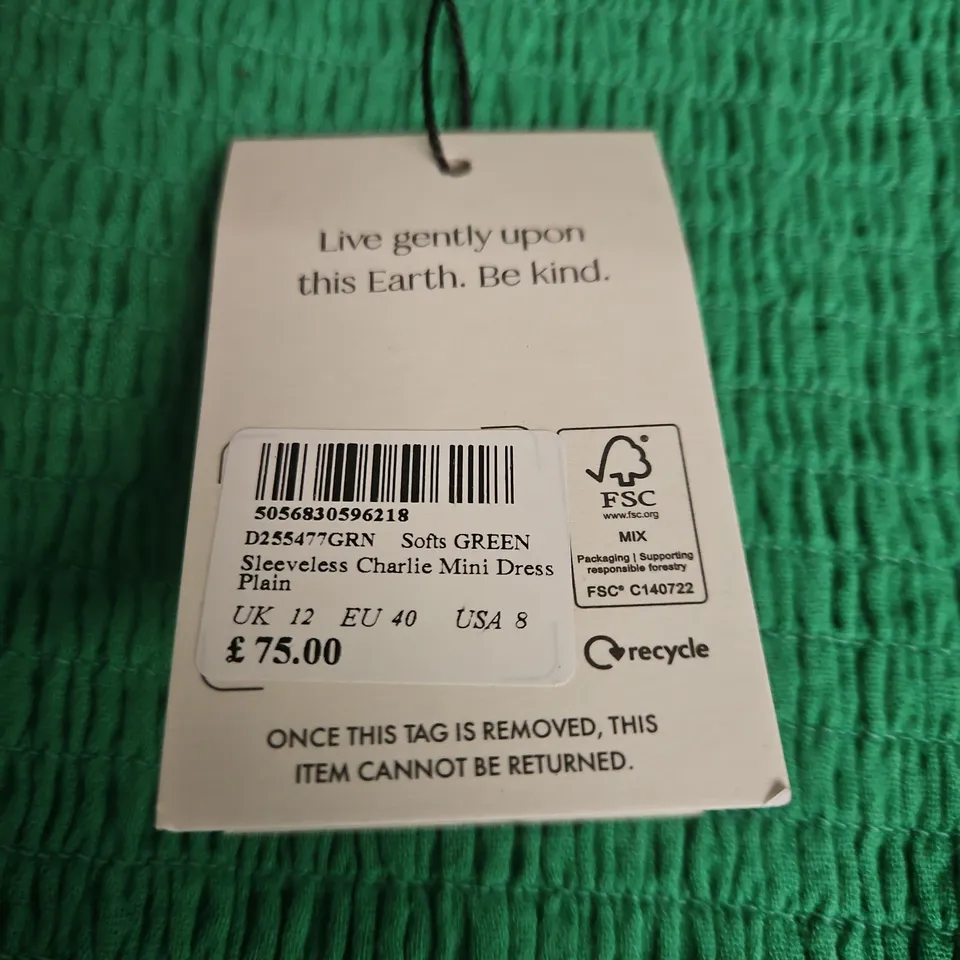 Live gently upon
this Earth. Be kind.
5056830596218
D255477GRN Softs GREEN
Sleeveless Charlie Mini Dress
Plain
UK 12 EU 40 USA 8
£ 75.00
FSC
www.fsc.org
MIX
Packaging | Supporting
responsible forestry
FSC® C140722
recycle
ONCE THIS TAG IS REMOVED, THIS
ITEM CANNOT BE RETURNED.